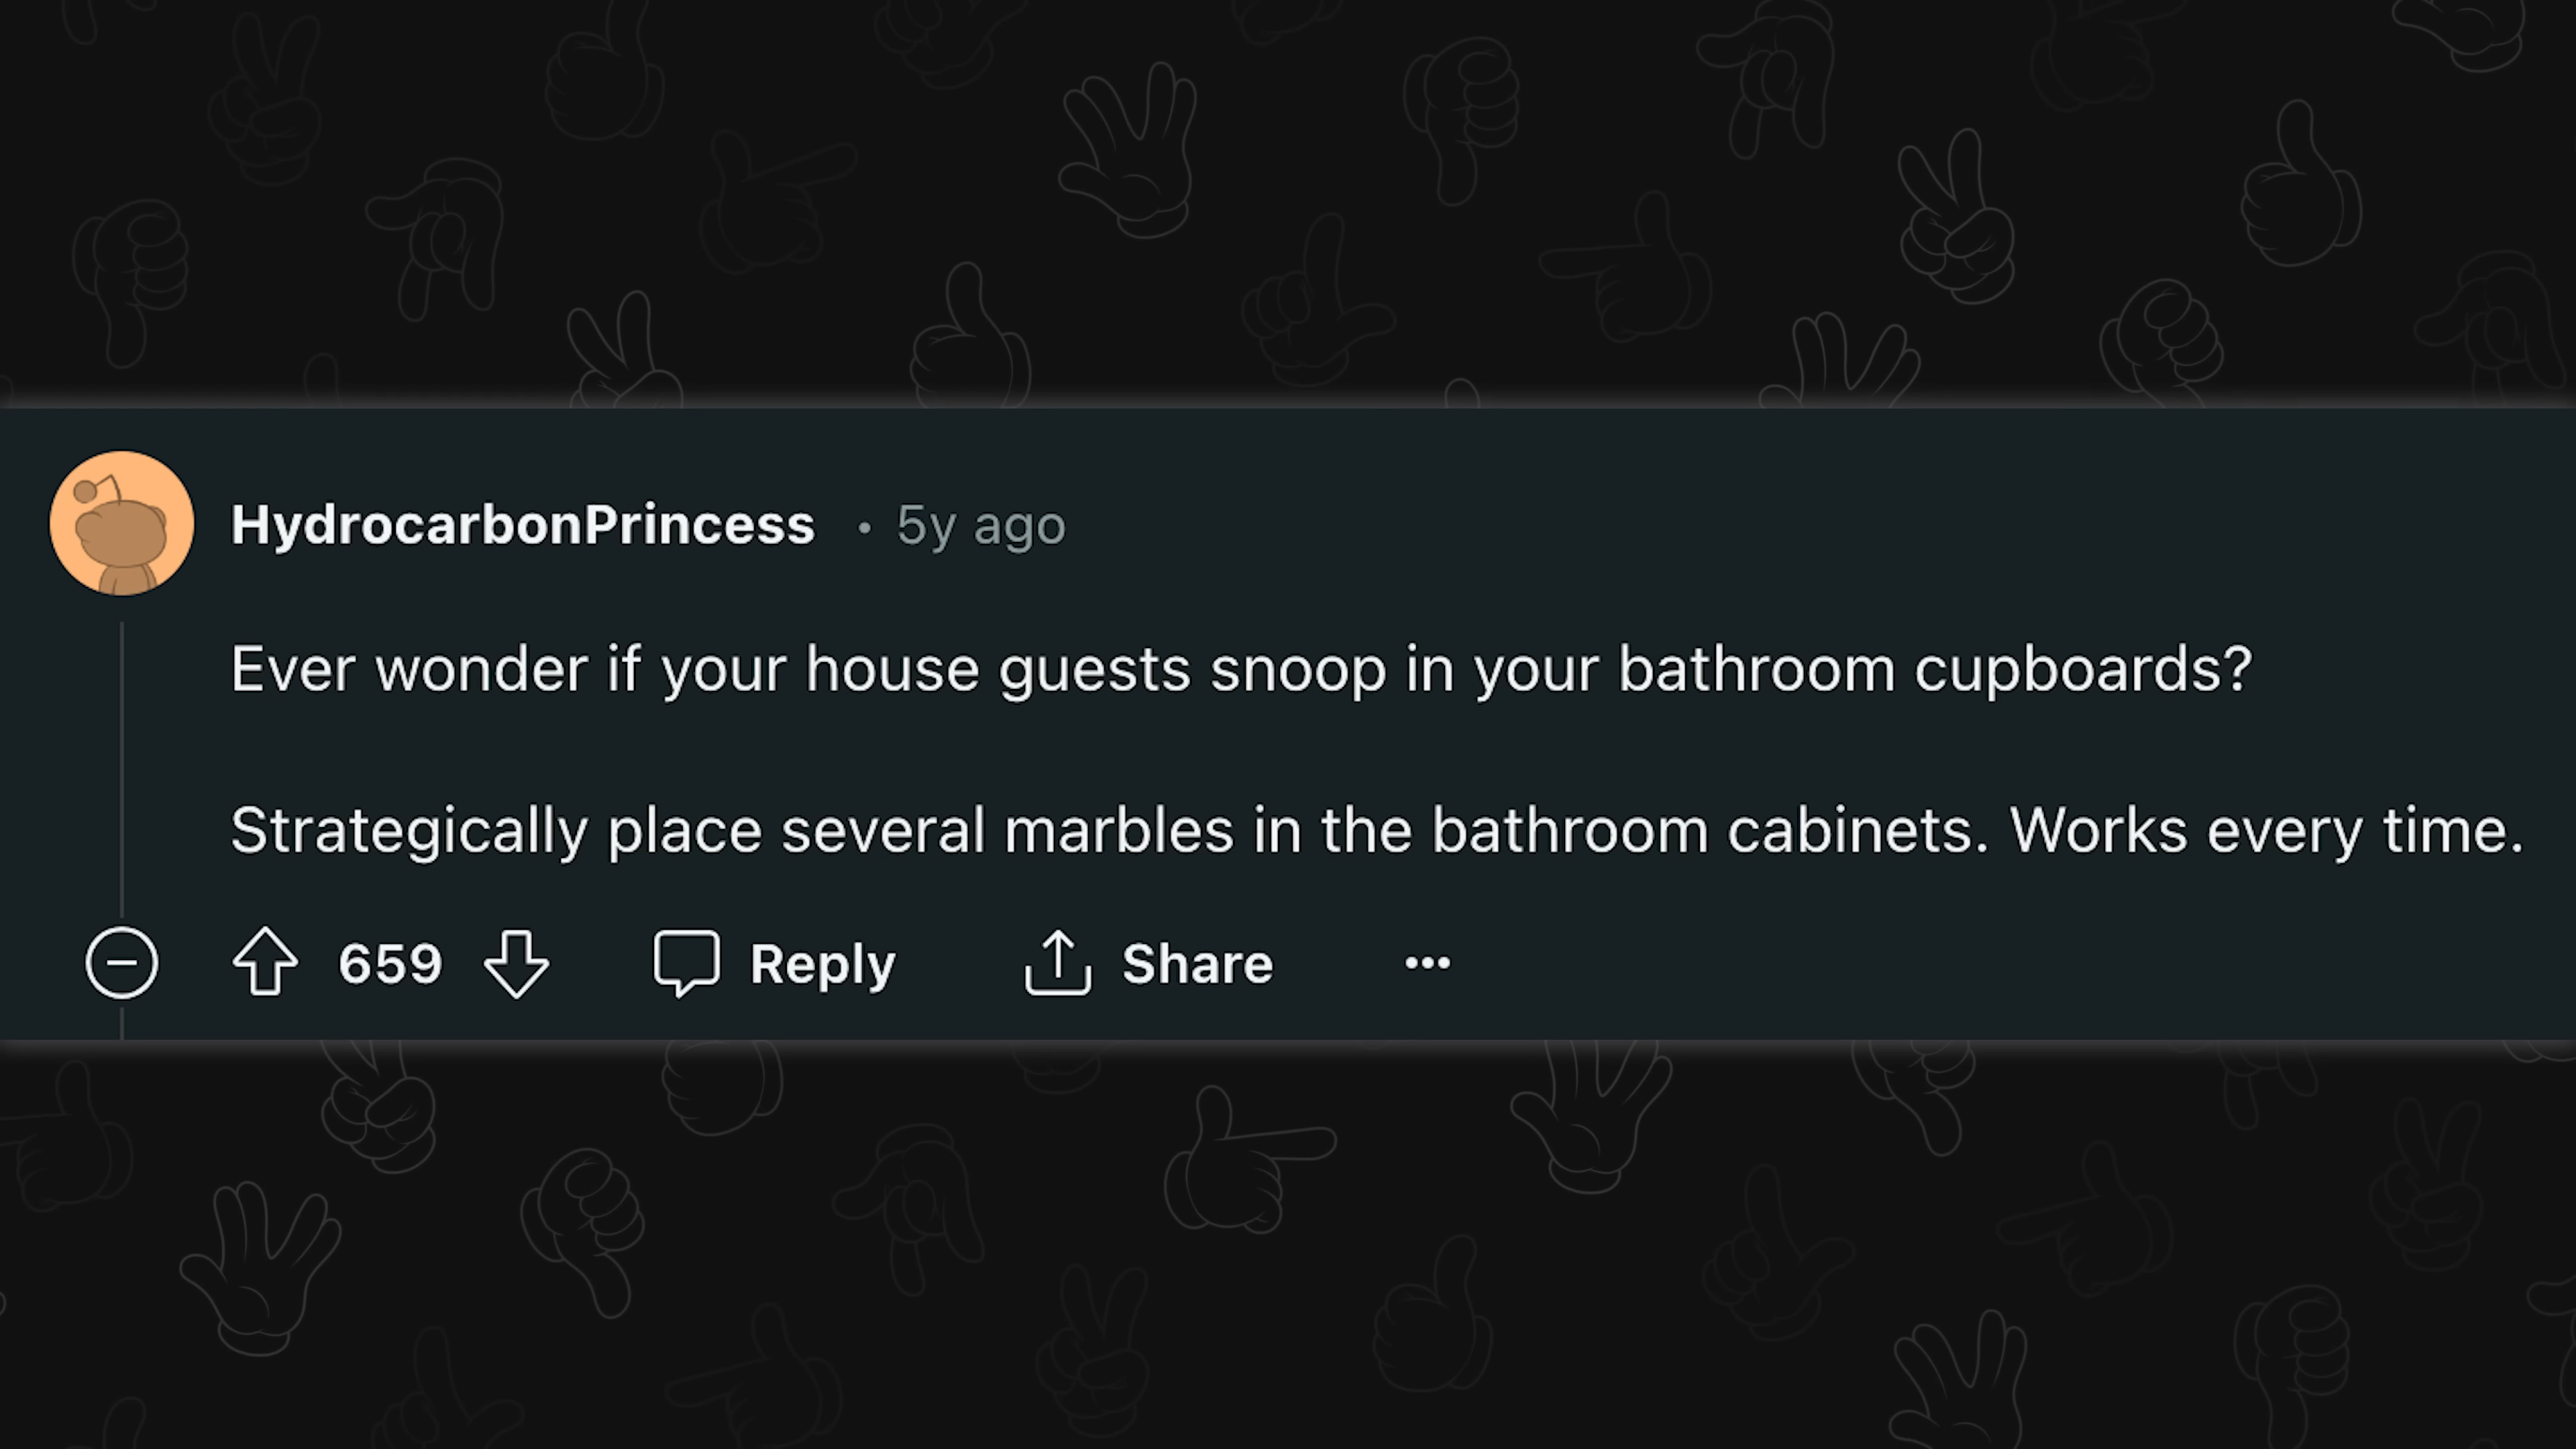 HydrocarbonPrincess • 5y ago
Ever wonder if your house guests snoop in your bathroom cupboards?
Strategically place several marbles in the bathroom cabinets. Works every time.
659 Reply Share ...